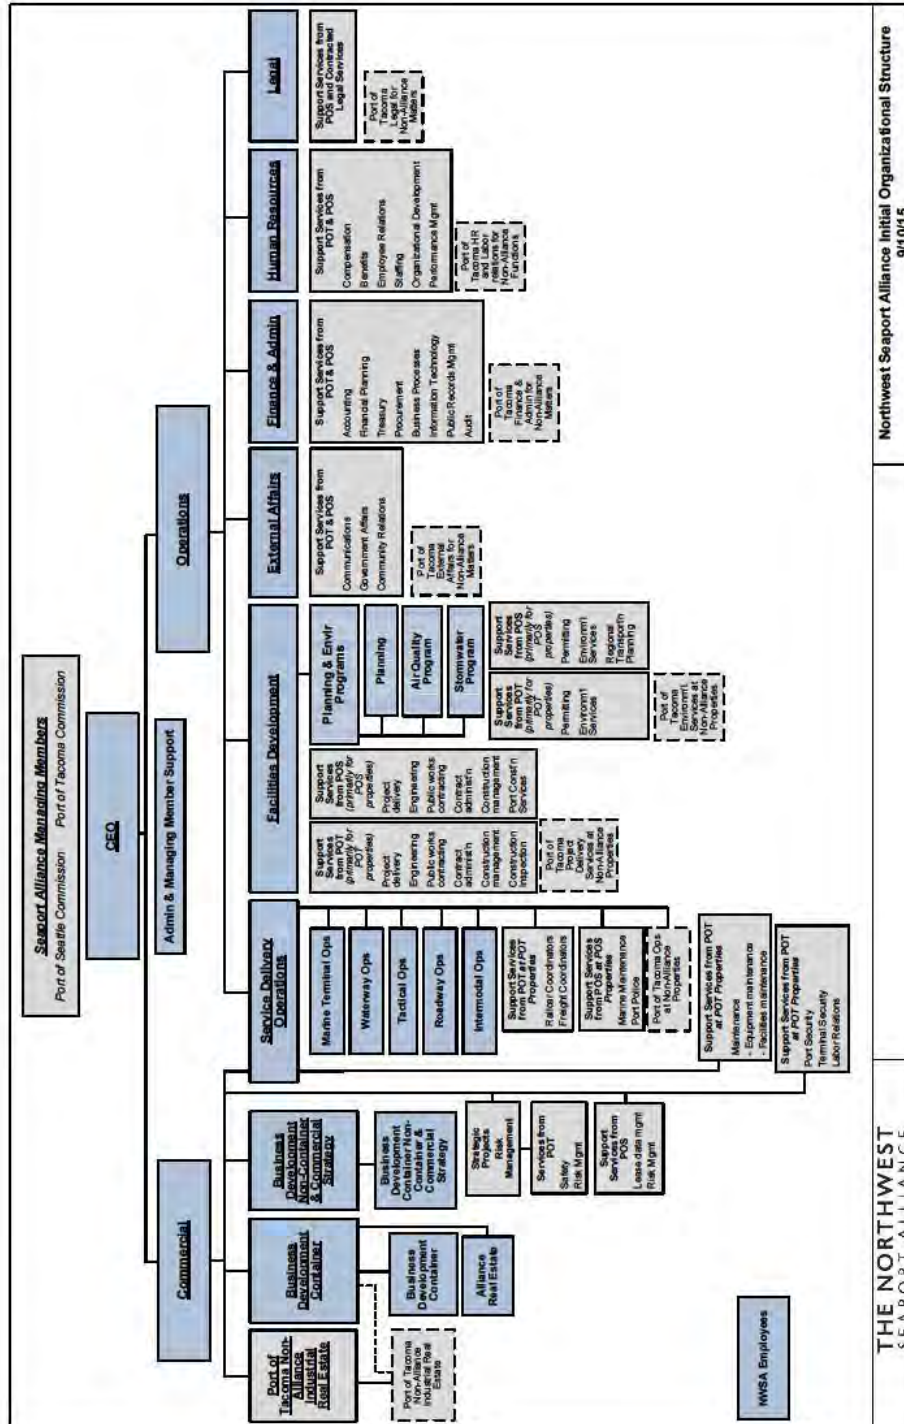 Seaport Alliance Managing Members
Port of Seattle Commission Port of Tacoma Commission
CEO
Admin & Managing Member Support
Commercial
Operations
Port of
Tacoma Non-
Alliance
Industrial
Real Estate
Port of Tacoma
Non-Alliance
Industrial Real
Estate
Business
Development
Container
Business
Development
Container
Alliance
Real Estate
Business
Development
Non-Container
& Commercial
Strategy
Business
Development
Container Non-
Container &
Commercial
Strategy
Strategic
Projects
Risk
Management
Services from
POT
Safety
Risk Mgmt
Support
Services from
POS
Lease data mgmt
Risk Mgmt
Service Delivery
Operations
Marine Terminal Ops
Waterway Ops
Tactical Ops
Roadway Ops
Intermodal Ops
Support Services
from POT at POT
Properties
Railcar Coordinators
Freight Coordinators
Support Services
from POS at POS
Properties
Marine Maintenance
Port Police
Port of Tacoma Ops
at Non-Alliance
Properties
Support Services from POT
at POT Properties
Maintenance
- Equipment maintenance
- Facilities maintenance
Support Services from POT
at POT Properties
Port Security
Terminal Security
Labor Relations
Facilities Development
Support
Services
from POT
(primarily for
POT
properties)
Project
delivery
Engineering
Public works
contracting
Contract
administ'n
Construction
management
Construction
Inspection
Port of
Tacoma
Project
Delivery
Services at
Non-Alliance
Properties
Support
Services
from POS
(primarily for
POS
properties)
Project
delivery
Engineering
Public works
contracting
Contract
administ'n
Construction
management
Port Const'n
Services
Planning & Envir
Programs
Planning
Air Quality
Program
Stormwater
Program
Support
Services
from POT
(primarily for
POT
properties)
Permitting
Environm't
Services
Port of
Tacoma
Environm't
Services at
Non-Alliance
Properties
Support
Services
from POS
(primarily for
POS
properties)
Permitting
Environm't
Services
Regional
Transport'n
Planning
External Affairs
Support Services from
POT & POS
Communications
Government Affairs
Community Relations
Port of
Tacoma
External
Affairs for
Non-Alliance
Matters
Finance & Admin
Support Services from
POT & POS
Accounting
Financial Planning
Treasury
Procurement
Business Processes
Information Technology
Public Records Mgmt
Audit
Port of
Tacoma
Finance &
Admin for
Non-Alliance
Matters
Human Resources
Support Services from
POT & POS
Compensation
Benefits
Employee Relations
Staffing
Organizational Development
Performance Mgmt
Port of
Tacoma HR
and Labor
relations for
Non-Alliance
Functions
Legal
Support Services from
POS and Contracted
Legal Services
Port of
Tacoma
Legal for
Non-Alliance
Matters
NWSA Employees
THE NORTHWEST
SEAPORT ALLIANCE
Northwest Seaport Alliance Initial Organizational Structure
9/10/15